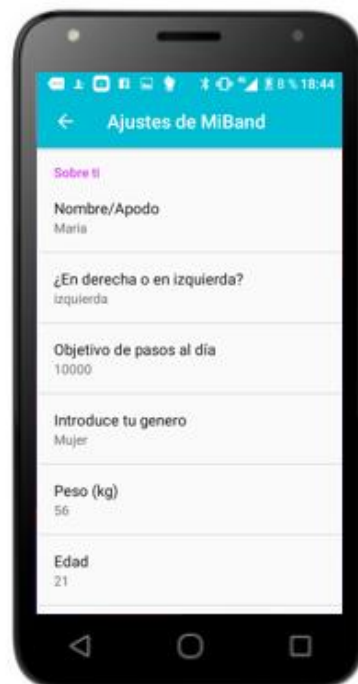 8% 18:44
Ajustes de MiBand
Sobre ti
Nombre/Apodo
Maria
¿En derecha o en izquierda?
izquierda
Objetivo de pasos al día
10000
Introduce tu genero
Mujer
Peso (kg)
56
Edad
21